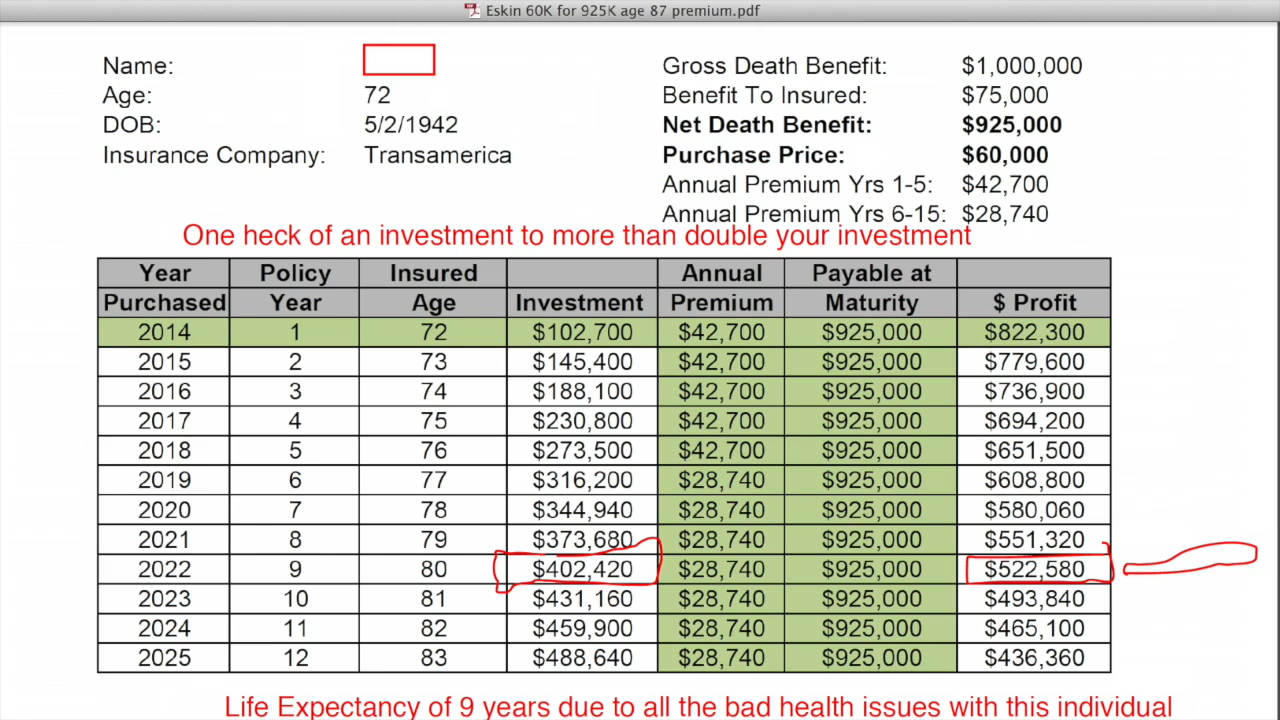 Eskin 60K for 925K age 87 premium.pdf
Name: Gross Death Benefit: $1,000,000
Age: 72 Benefit To Insured: $75,000
DOB: 5/2/1942 Net Death Benefit: $925,000
Insurance Company: Transamerica Purchase Price: $60,000
Annual Premium Yrs 1-5: $42,700
Annual Premium Yrs 6-15: $28,740
One heck of an investment to more than double your investment
Year Policy Insured Annual Payable at
Purchased Year Age Investment Premium Maturity $ Profit
2014 1 72 $102,700 $42,700 $925,000 $822,300
2015 2 73 $145,400 $42,700 $925,000 $779,600
2016 3 74 $188,100 $42,700 $925,000 $736,900
2017 4 75 $230,800 $42,700 $925,000 $694,200
2018 5 76 $273,500 $42,700 $925,000 $651,500
2019 6 77 $316,200 $28,740 $925,000 $608,800
2020 7 78 $344,940 $28,740 $925,000 $580,060
2021 8 79 $373,680 $28,740 $925,000 $551,320
2022 9 80 $402,420 $28,740 $925,000 $522,580
2023 10 81 $431,160 $28,740 $925,000 $493,840
2024 11 82 $459,900 $28,740 $925,000 $465,100
2025 12 83 $488,640 $28,740 $925,000 $436,360
Life Expectancy of 9 years due to all the bad health issues with this individual